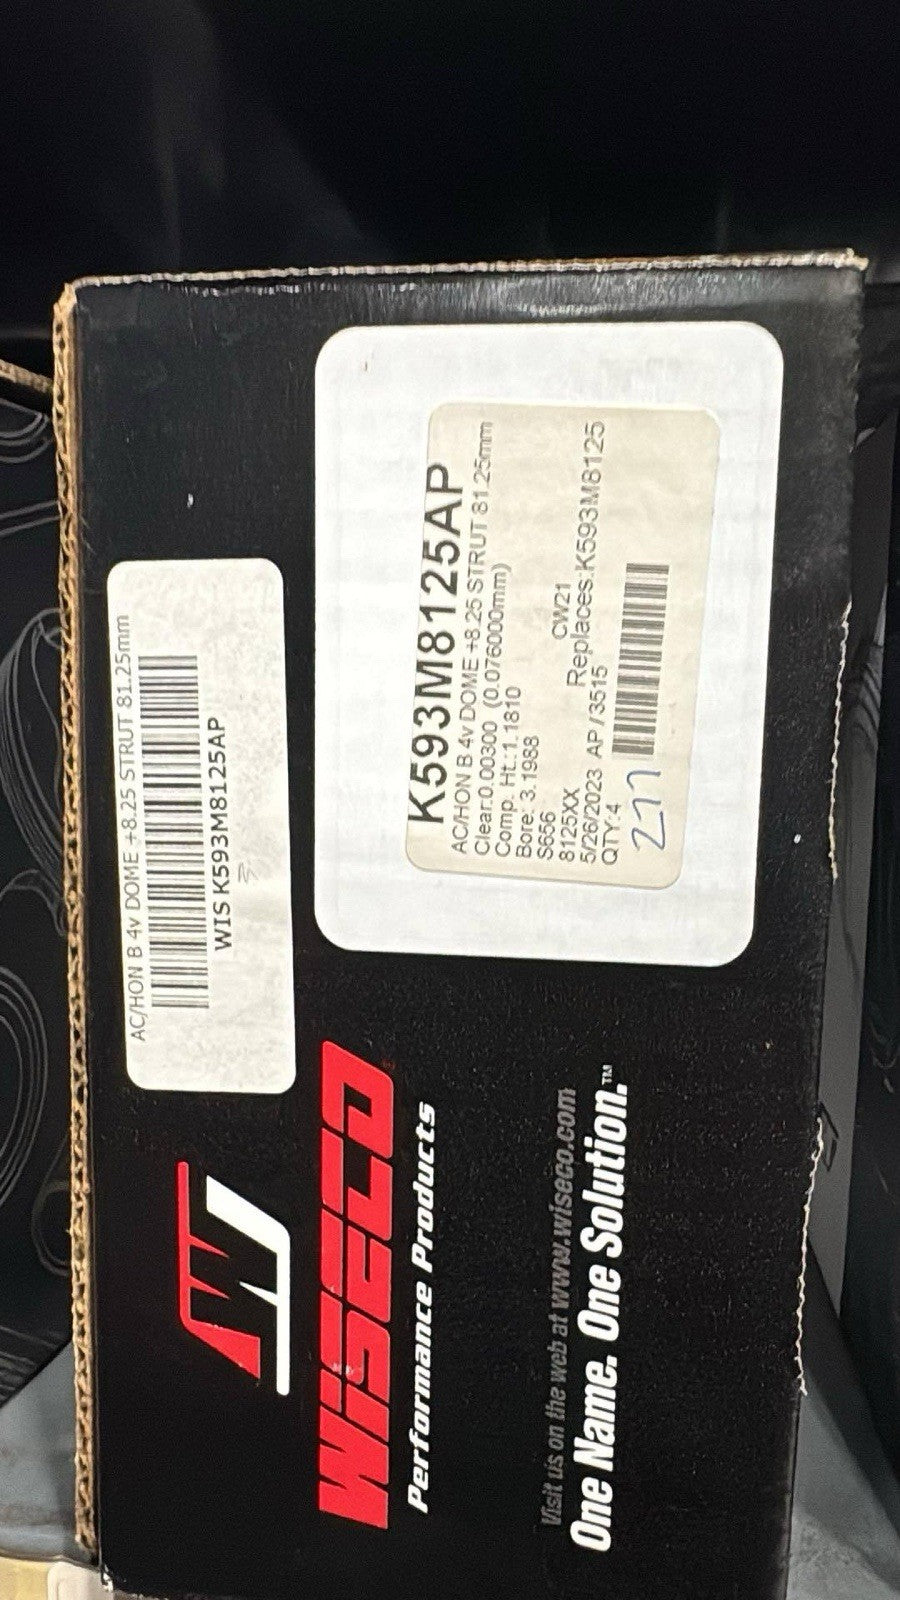 AC/HON B 4v DOME +8.25 STRUT 81.25mm
WIS K593M8125AP
K593M8125AP
AC/HON B 4v DOME +8.25 STRUT 81.25mm
Clear:0.00300 (0.076000mm)
Comp. Ht.:1.1810
Bore: 3.1988
S656
8125XX CW21
5/26/2023 AP /3515 Replaces:K593M8125
QTY:4
277
W
WISECO®
Performance Products
Visit us on the web at www.wiseco.com
One Name. One Solution.™